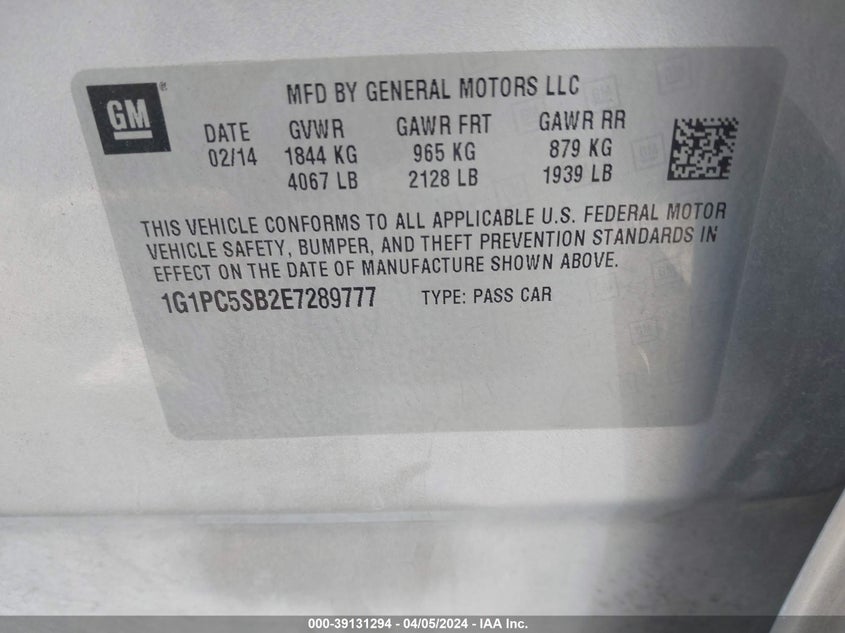 GM
MFD BY GENERAL MOTORS LLC
DATE GVWR GAWR FRT GAWR RR
02/14 1844 KG 965 KG 879 KG
4067 LB 2128 LB 1939 LB
THIS VEHICLE CONFORMS TO ALL APPLICABLE U.S. FEDERAL MOTOR
VEHICLE SAFETY, BUMPER, AND THEFT PREVENTION STANDARDS IN
EFFECT ON THE DATE OF MANUFACTURE SHOWN ABOVE.
1G1PC5SB2E7289777 TYPE: PASS CAR
000-39131294 - 04/05/2024 - IAA Inc.